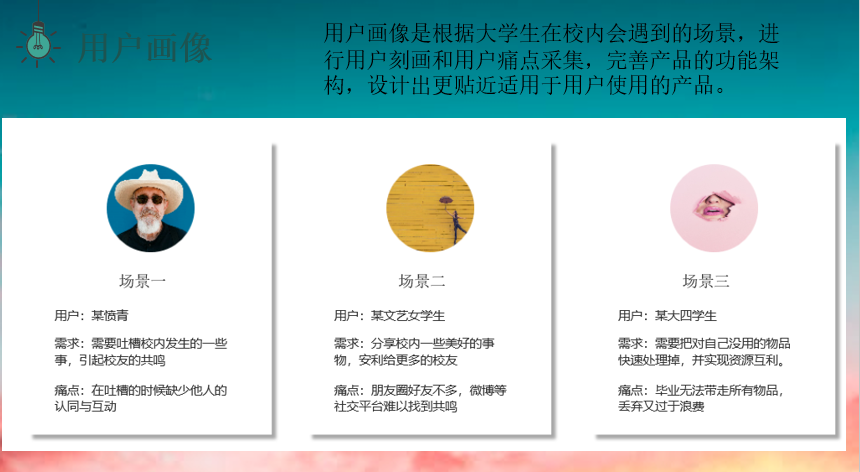 用户画像
用户画像是根据大学生在校内会遇到的场景，进
行用户刻画和用户痛点采集，完善产品的功能架
构，设计出更贴近适用于用户使用的产品。
场景一
用户：某愤青
需求：需要吐槽校内发生的一些
事，引起校友的共鸣
痛点：在吐槽的时候缺少他人的
认同与互动
场景二
用户：某文艺女学生
需求：分享校内一些美好的事
物，安利给更多的校友
痛点：朋友圈好友不多，微博等
社交平台难以找到共鸣
场景三
用户：某大四学生
需求：需要把对自己没用的物品
快速处理掉，并实现资源互利。
痛点：毕业无法带走所有物品，
丢弃又过于浪费